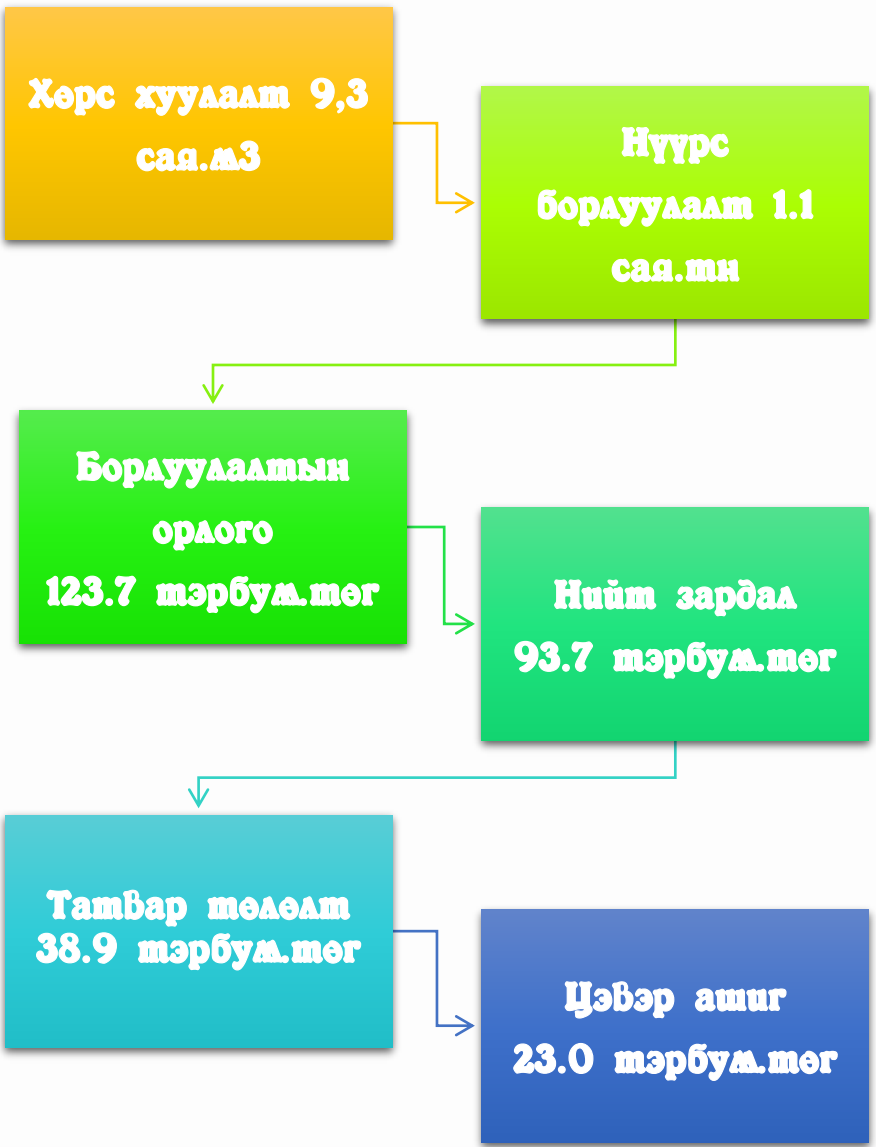 Хөрс хуулалт 9,3
сая.м3
Нүүрс
борлуулалт 1.1
сая.тн
Борлуулалтын
орлого
123.7 тэрбум.төг
Нийт зардал
93.7 тэрбум.төг
Татвар төлөлт
38.9 тэрбум.төг
Цэвэр ашиг
23.0 тэрбум.төг